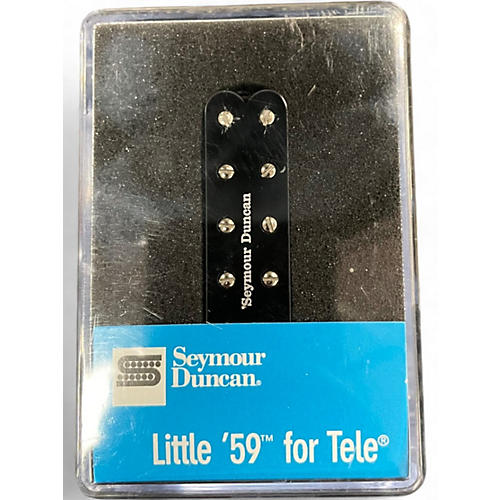 Seymour Duncan
Seymour
Duncan®
Little '59™ for Tele®